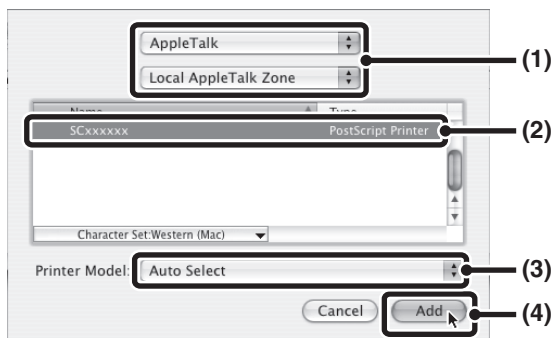 AppleTalk
(1)
Local AppleTalk Zone
Name Type
(2)
SCxxxxxx PostScript Printer
Character Set:Western (Mac)
Printer Model: Auto Select (3)
Cancel Add (4)